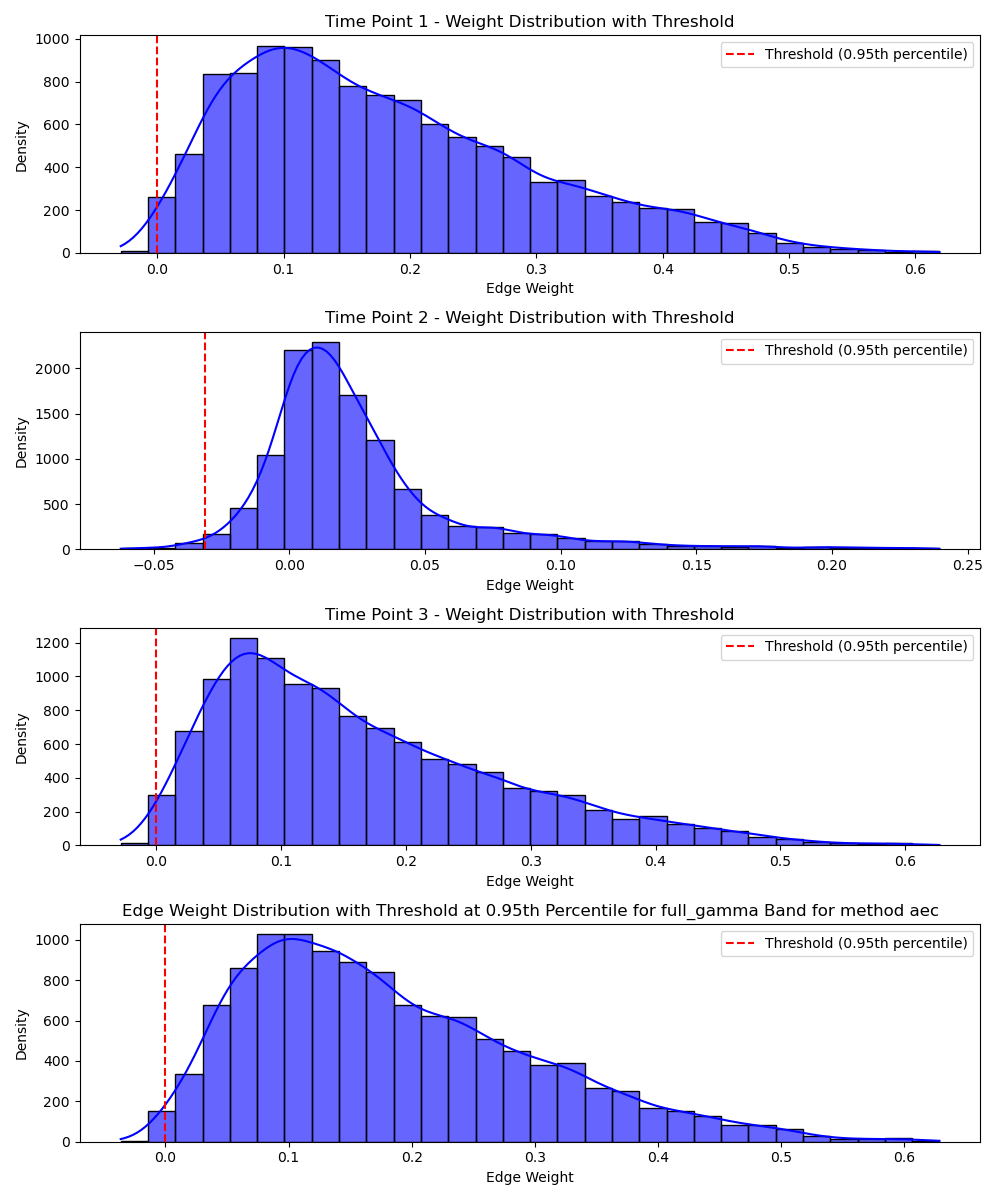 Time Point 1 - Weight Distribution with Threshold
Density
1000
800
600
400
200
0
Threshold (0.95th percentile)
0.0 0.1 0.2 0.3 0.4 0.5 0.6
Edge Weight
Time Point 2 - Weight Distribution with Threshold
Density
2000
1500
1000
500
0
Threshold (0.95th percentile)
−0.05 0.00 0.05 0.10 0.15 0.20 0.25
Edge Weight
Time Point 3 - Weight Distribution with Threshold
Density
1200
1000
800
600
400
200
0
Threshold (0.95th percentile)
0.0 0.1 0.2 0.3 0.4 0.5 0.6
Edge Weight
Edge Weight Distribution with Threshold at 0.95th Percentile for full_gamma Band for method aec
Density
1000
800
600
400
200
0
Threshold (0.95th percentile)
0.0 0.1 0.2 0.3 0.4 0.5 0.6
Edge Weight